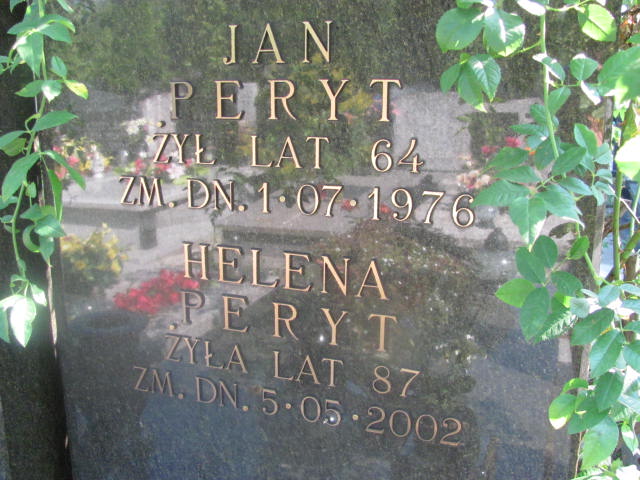 JAN
PERYT
ŻYŁ LAT 64
ZM. DN. 1·07·1976
HELENA
PERYT
ŻYŁA LAT 87
ZM. DN. 5·05·2002